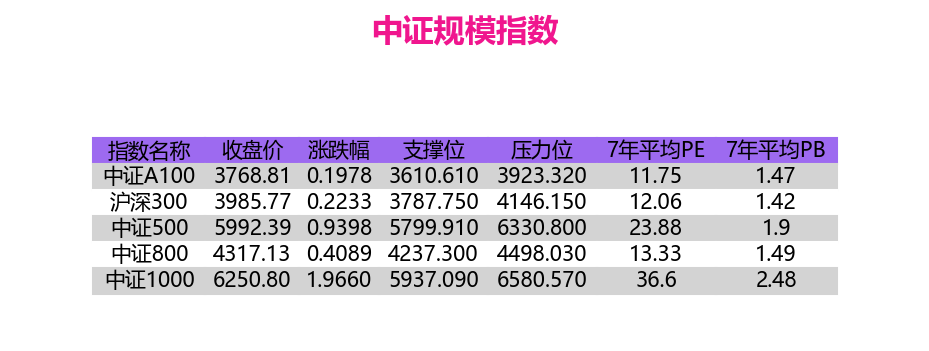 中证规模指数
指数名称 收盘价 涨跌幅 支撑位 压力位 7年平均PE 7年平均PB
中证A100 3768.81 0.1978 3610.610 3923.320 11.75 1.47
沪深300 3985.77 0.2233 3787.750 4146.150 12.06 1.42
中证500 5992.39 0.9398 5799.910 6330.800 23.88 1.9
中证800 4317.13 0.4089 4237.300 4498.030 13.33 1.49
中证1000 6250.80 1.9660 5937.090 6580.570 36.6 2.48